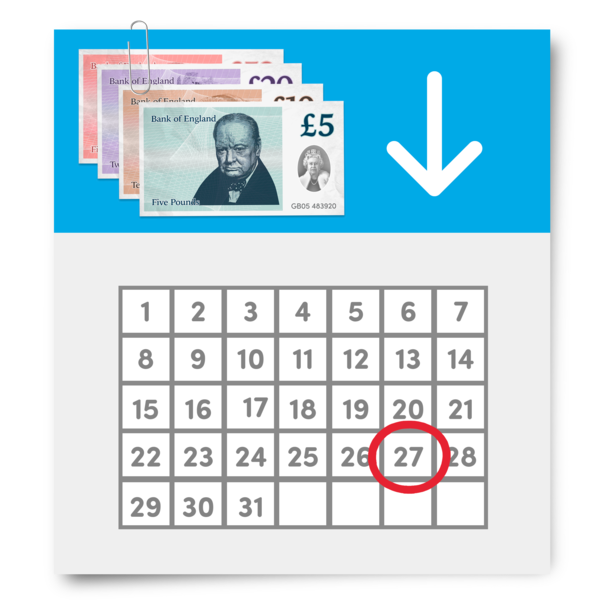 Bank of England
£20
Bank of England
£10
Bank of England
£5
Five Pounds
GB05 483920
1 2 3 4 5 6 7
8 9 10 11 12 13 14
15 16 17 18 19 20 21
22 23 24 25 26 27 28
29 30 31